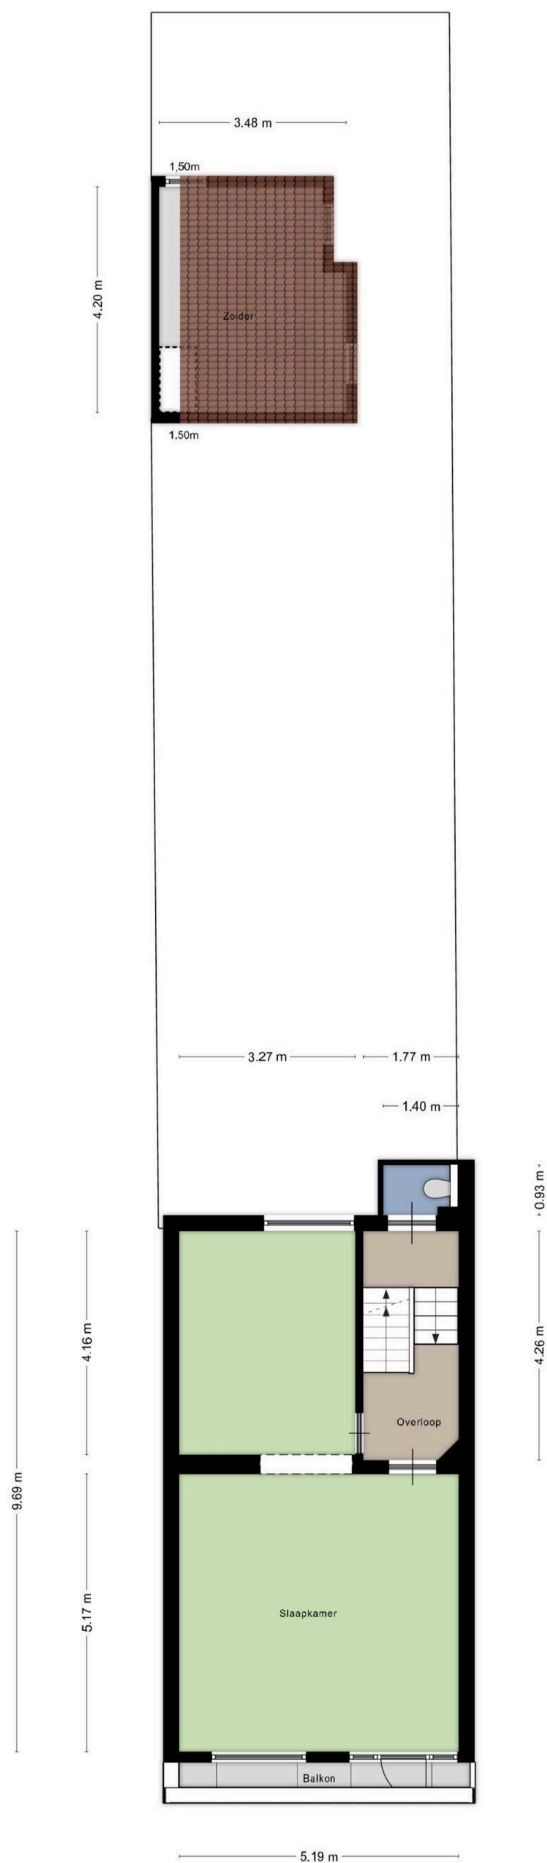 3.48 m
1,50m
4.20 m
Zolder
1,50m
3.27 m
1.77 m
1.40 m
0.93 m
4.16 m
4.26 m
Overloop
9.69 m
5.17 m
Slaapkamer
Balkon
5.19 m